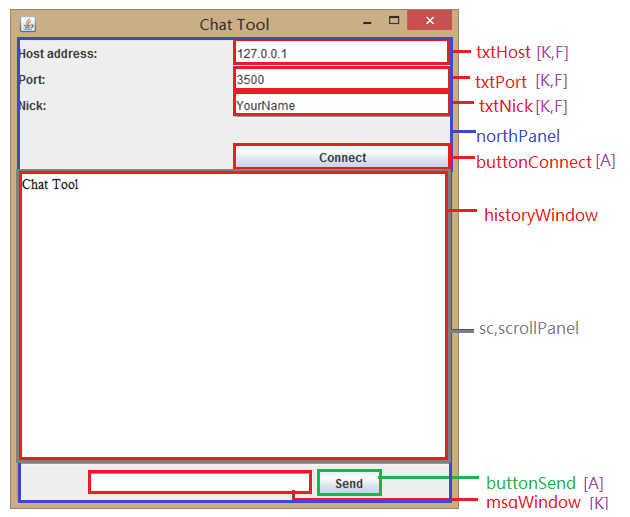 Chat Tool
Host address: 127.0.0.1 txtHost [K,F]
Port: 3500 txtPort [K,F]
Nick: YourName txtNick[K,F]
northPanel
Connect buttonConnect [A]
Chat Tool
historyWindow
sc,scrollPanel
Send buttonSend [A]
msgWindow [K]